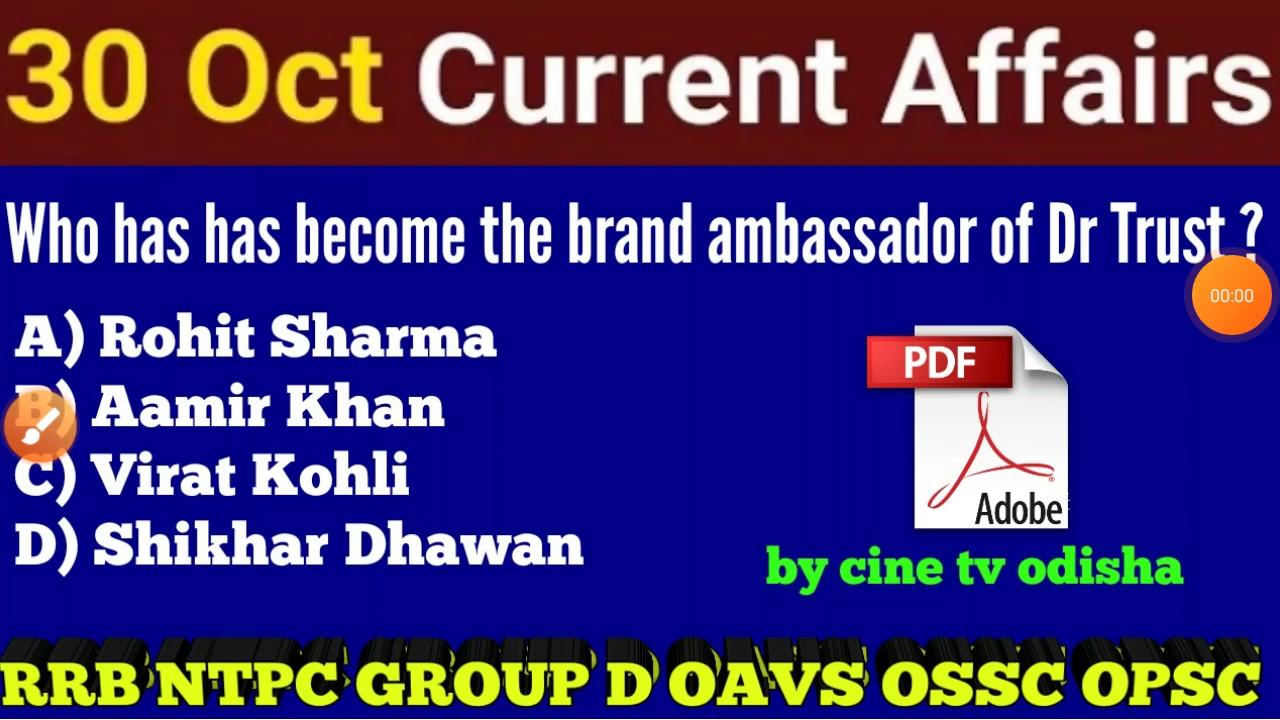 30 Oct Current Affairs
Who has has become the brand ambassador of Dr Trust ?
00:00
A) Rohit Sharma
B) Aamir Khan
C) Virat Kohli
D) Shikhar Dhawan
PDF
Adobe
by cine tv odisha
RRB NTPC GROUP D OAVS OSSC OPSC